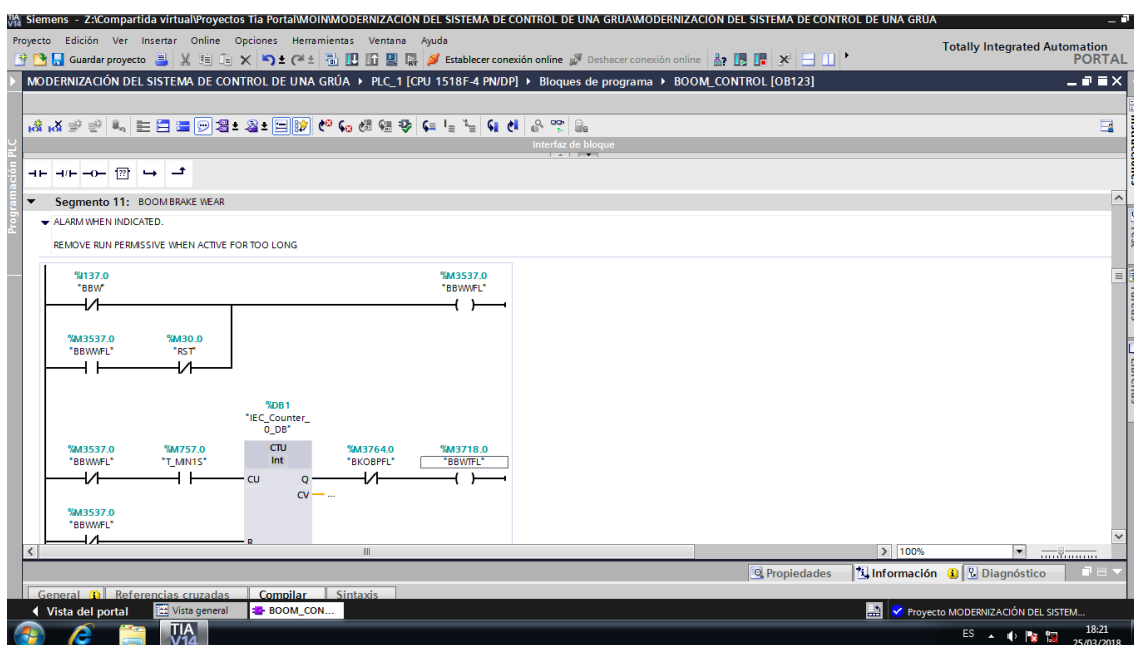 Siemens - Z:\Compartida virtual\Proyectos Tia Portal\MOIN\MODERNIZACIÓN DEL SISTEMA DE CONTROL DE UNA GRÚA\MODERNIZACIÓN DEL SISTEMA DE CONTROL DE UNA GRÚA
Proyecto Edición Ver Insertar Online Opciones Herramientas Ventana Ayuda
Totally Integrated Automation
PORTAL
Guardar proyecto Establecer conexión online Deshacer conexión online
MODERNIZACIÓN DEL SISTEMA DE CONTROL DE UNA GRÚA PLC_1 [CPU 1518F-4 PN/DP] Bloques de programa BOOM_CONTROL [OB123]
Interfaz de bloque
Programación PLC
Segmento 11: BOOM BRAKE WEAR
ALARM WHEN INDICATED.
REMOVE RUN PERMISSIVE WHEN ACTIVE FOR TOO LONG
%I137.0 %M3537.0
"BBW" "BBWWFL"
%M3537.0 %M30.0
"BBWWFL" "RST"
%DB1
"IEC_Counter_
0_DB"
%M3537.0 %M757.0 CTU %M3764.0 %M3718.0
"BBWWFL" "T_MIN1S" Int "BKOBPFL" "BBWTFL"
CU Q
CV ...
%M3537.0
"BBWWFL"
R
100%
Propiedades Información Diagnóstico
General Referencias cruzadas Compilar Sintaxis
Vista del portal Vista general BOOM_CON... Proyecto MODERNIZACIÓN DEL SISTEM...
TIA
V14
ES 18:21
25/03/2018